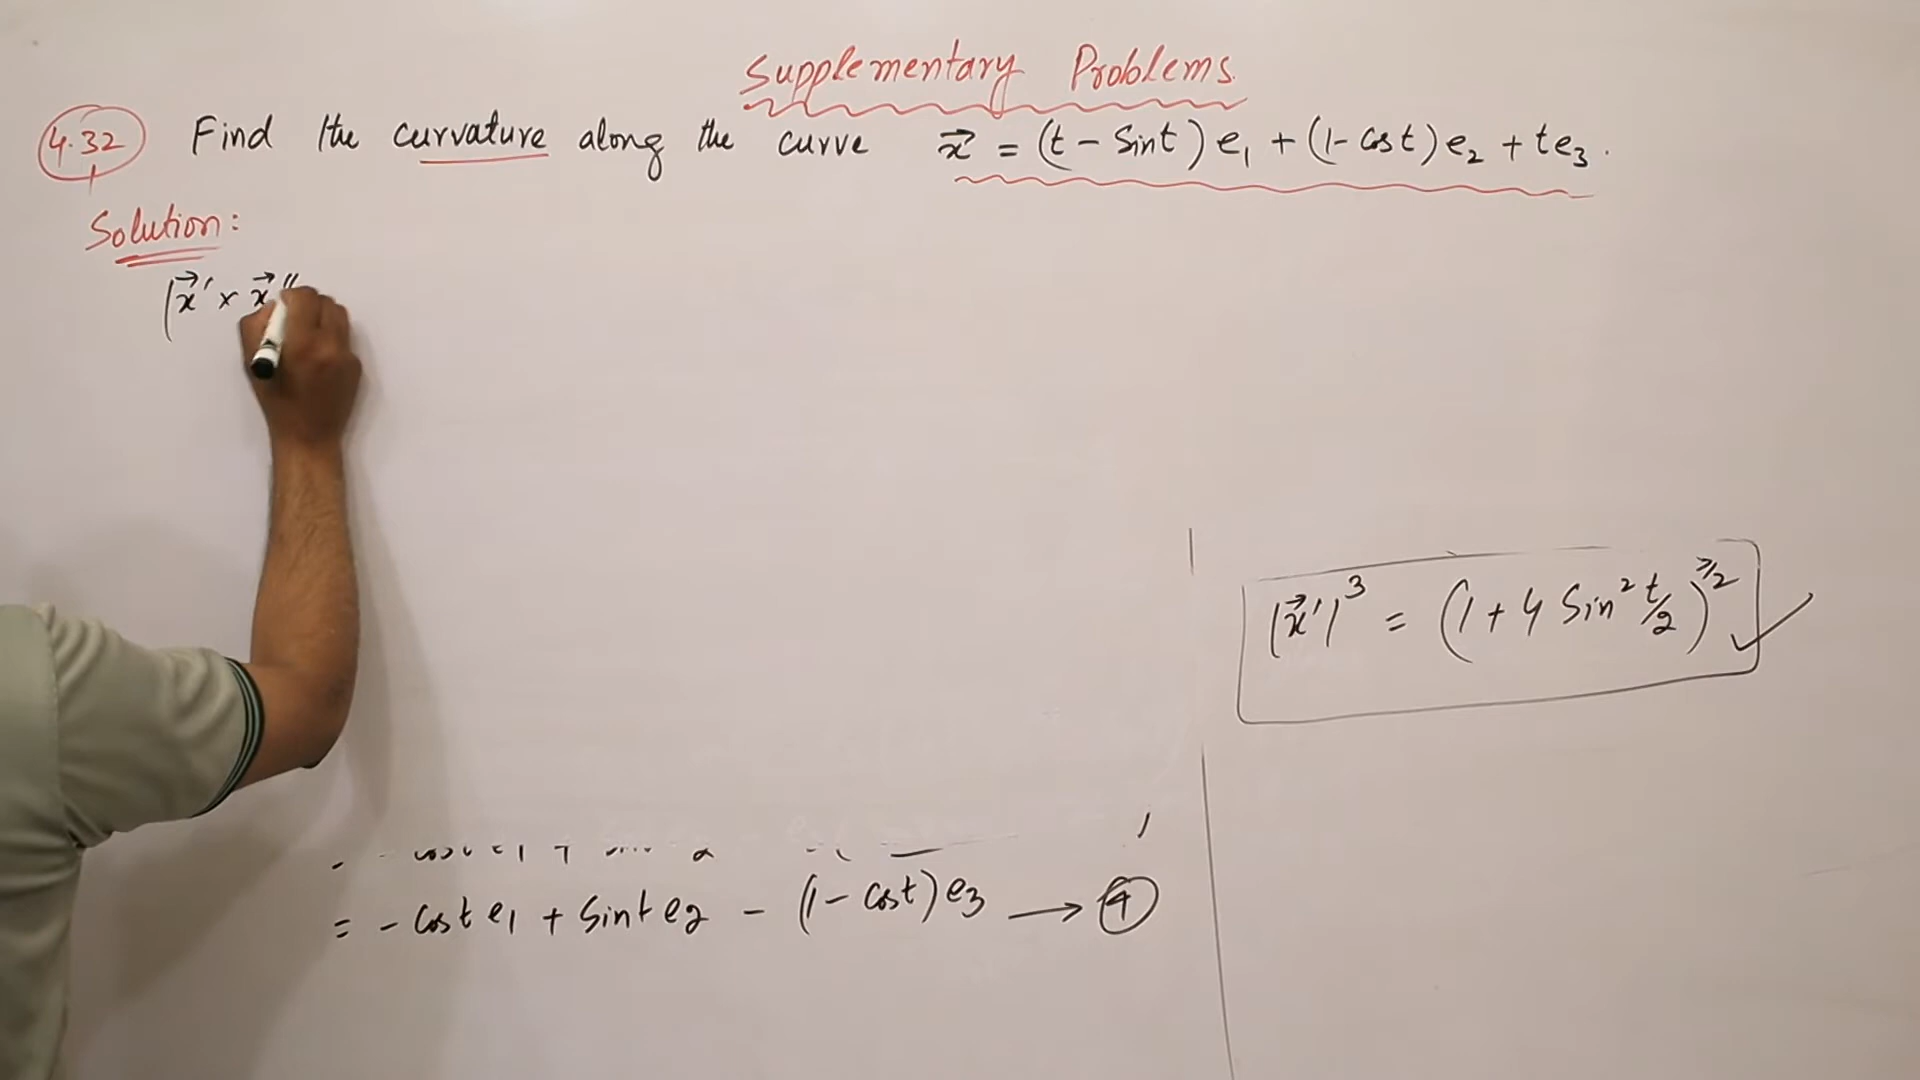 Supplementary Problems
4.32 Find the curvature along the curve x⃗ = (t - Sint) e₁ + (1 - Cost) e₂ + t e₃ .
Solution:
|x⃗′ × x⃗″
|x⃗′|³ = (1 + 4 Sin² t/2)^3/2
= - Cost e₁ + Sint e₂ - (1 - Cost) e₃ → ④